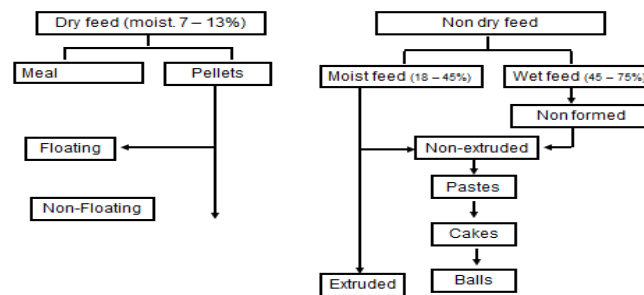 Dry feed (moist. 7 – 13%)
Meal
Pellets
Floating
Non-Floating
Non dry feed
Moist feed (18 – 45%)
Wet feed (45 – 75%)
Non formed
Non-extruded
Pastes
Cakes
Balls
Extruded